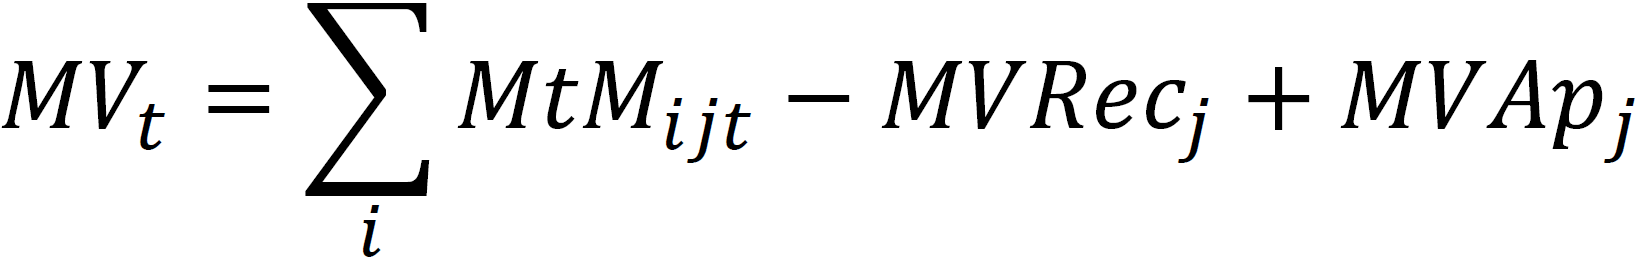 MV_t = \sum_i MtM_{ijt} - MVRec_j + MVAp_j